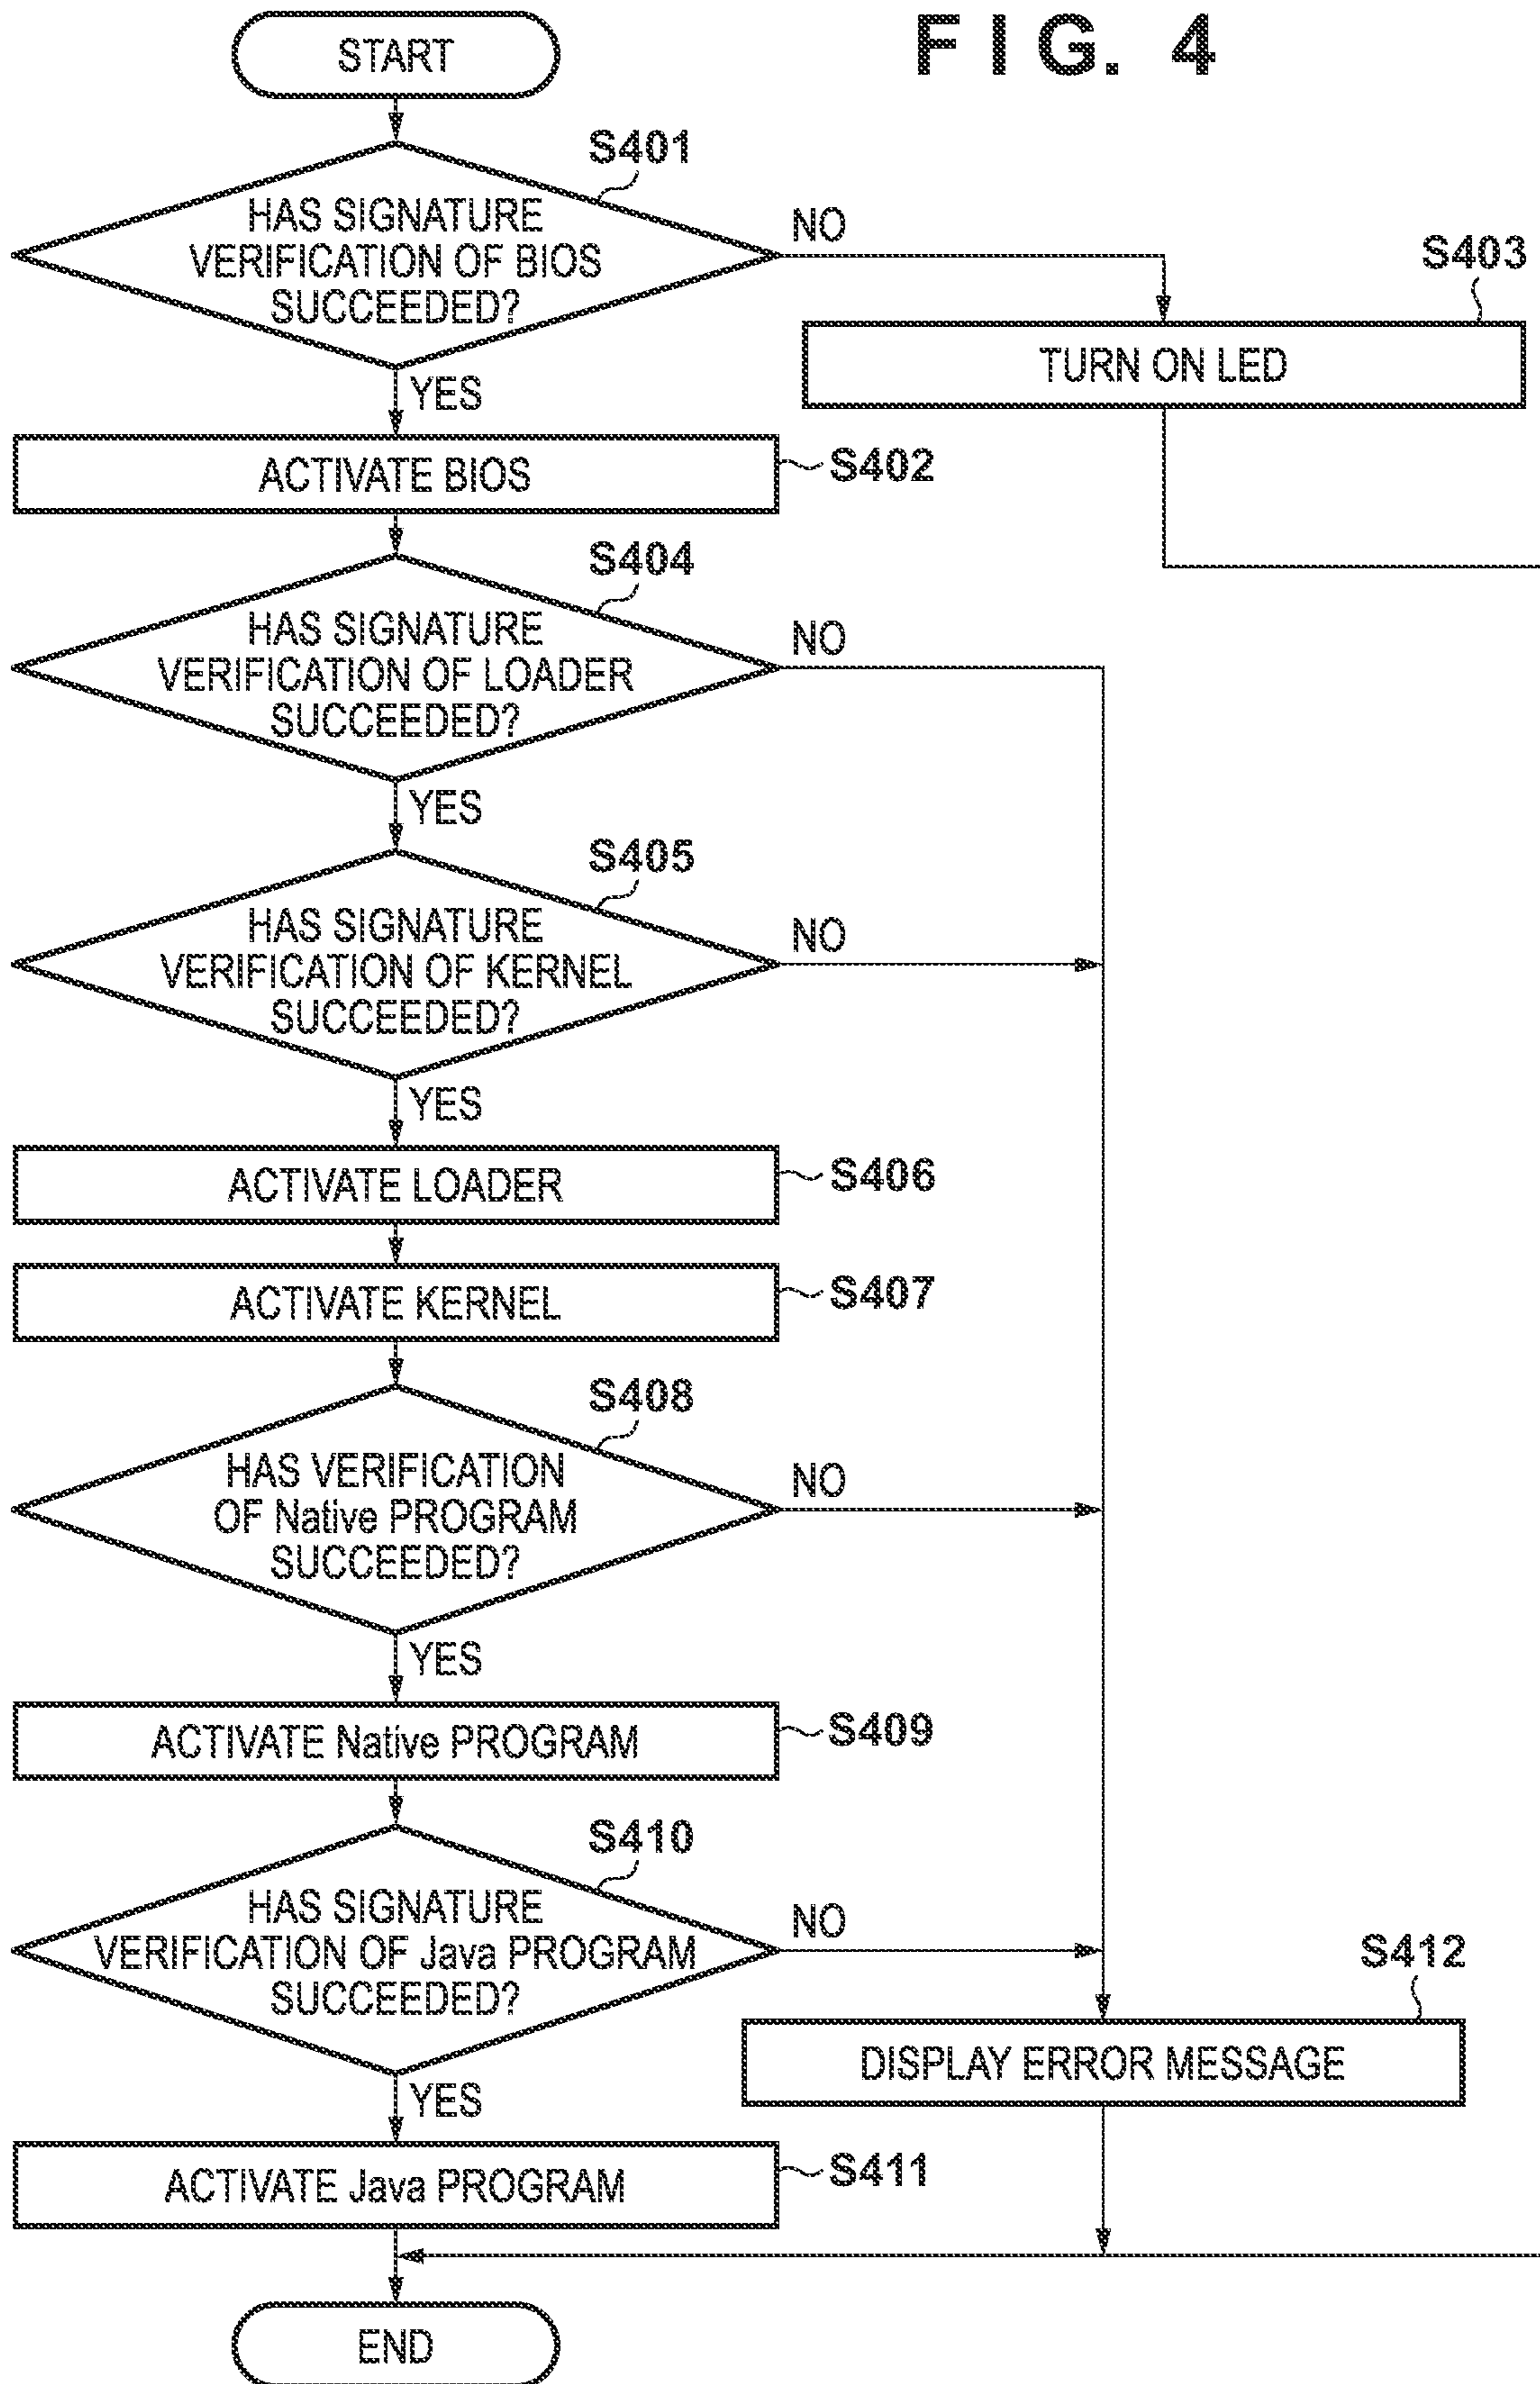 FIG. 4
START
S401
HAS SIGNATURE
VERIFICATION OF BIOS
SUCCEEDED?
NO
YES
S403
TURN ON LED
ACTIVATE BIOS
S402
S404
HAS SIGNATURE
VERIFICATION OF LOADER
SUCCEEDED?
NO
YES
S405
HAS SIGNATURE
VERIFICATION OF KERNEL
SUCCEEDED?
NO
YES
ACTIVATE LOADER
S406
ACTIVATE KERNEL
S407
S408
HAS VERIFICATION
OF Native PROGRAM
SUCCEEDED?
NO
YES
ACTIVATE Native PROGRAM
S409
S410
HAS SIGNATURE
VERIFICATION OF Java PROGRAM
SUCCEEDED?
NO
YES
S412
DISPLAY ERROR MESSAGE
ACTIVATE Java PROGRAM
S411
END